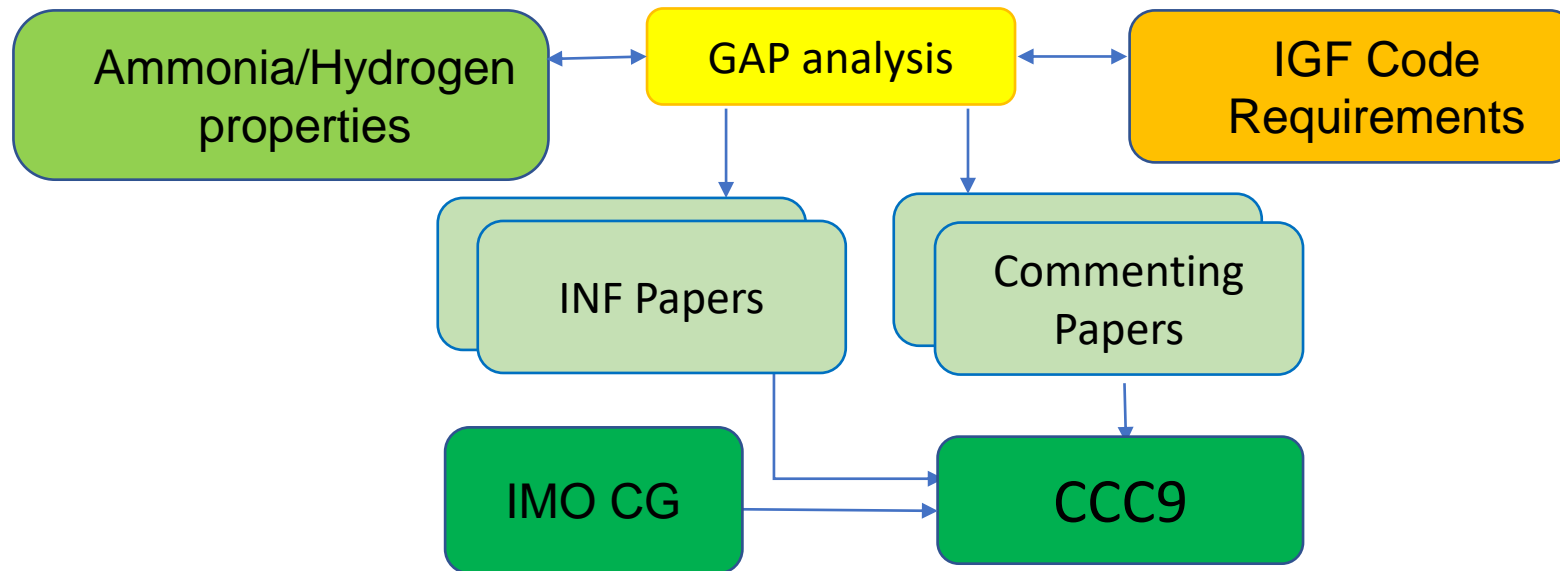 Ammonia/Hydrogen
properties
GAP analysis
IGF Code
Requirements
INF Papers
Commenting
Papers
IMO CG
CCC9